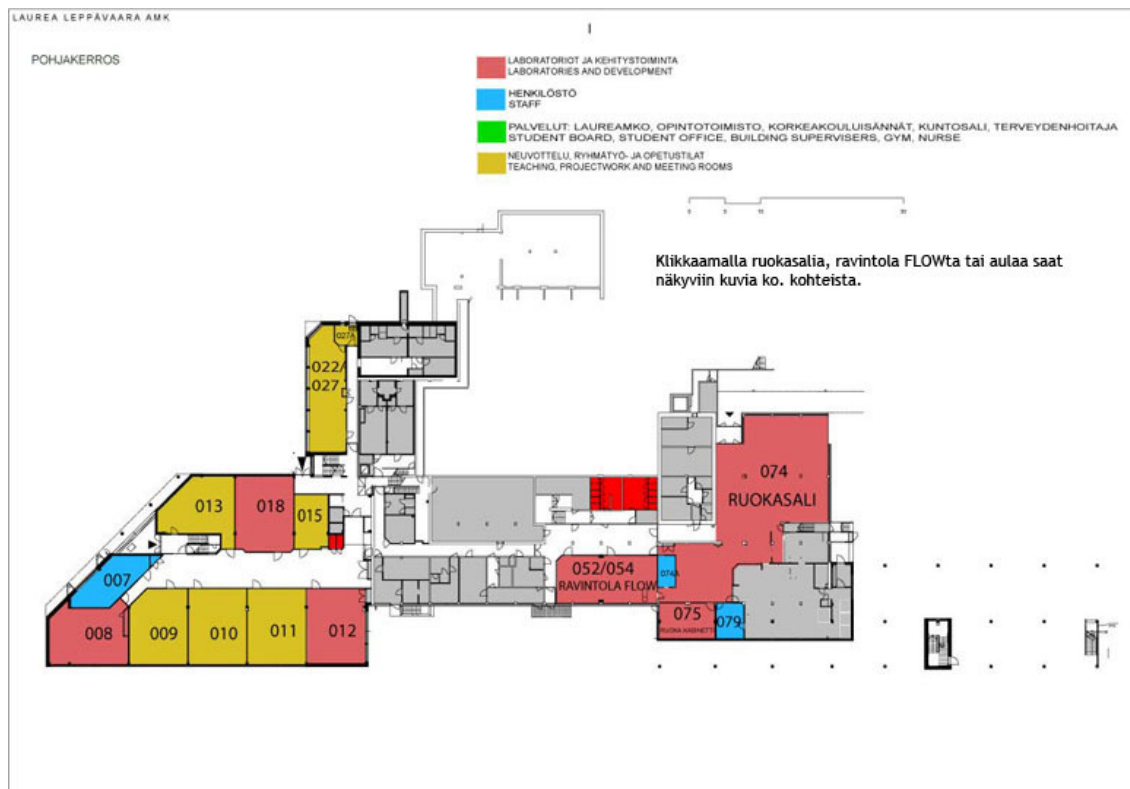 LAUREA LEPPÄVAARA AMK
POHJAKERROS
LABORATORIOT JA KEHITYSTOIMINTA
LABORATORIES AND DEVELOPMENT
HENKILÖSTÖ
STAFF
PALVELUT: LAUREAMKO, OPINTOTOIMISTO, KORKEAKOULUISÄNNÄT, KUNTOSALI, TERVEYDENHOITAJA
STUDENT BOARD, STUDENT OFFICE, BUILDING SUPERVISERS, GYM, NURSE
NEUVOTTELU, RYHMÄTYÖ- JA OPETUSTILAT
TEACHING, PROJECTWORK AND MEETING ROOMS
Klikkaamalla ruokasalia, ravintola FLOWta tai aulaa saat
näkyviin kuvia ko. kohteista.
027A
022/
027
074
RUOKASALI
013
018
015
007
052/054
RAVINTOLA FLOW
074A
075
RUOKA KABINETTI
079
008
009
010
011
012